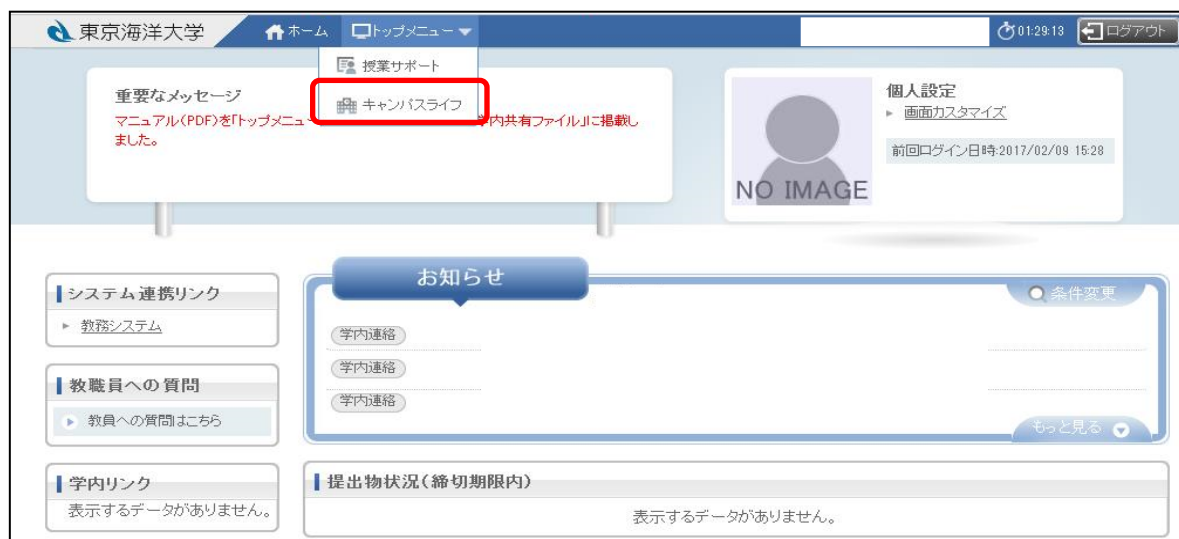 東京海洋大学
ホーム
トップメニュー
01:29:13
ログアウト
授業サポート
キャンパスライフ
重要なメッセージ
マニュアル(PDF)を「トップメニュー
学内共有ファイル」に掲載し
ました。
NO IMAGE
個人設定
画面カスタマイズ
前回ログイン日時:2017/02/09 15:28
システム連携リンク
教務システム
教職員への質問
教員への質問はこちら
学内リンク
表示するデータがありません。
お知らせ
条件変更
学内連絡
学内連絡
学内連絡
もっと見る
提出物状況(締切期限内)
表示するデータがありません。